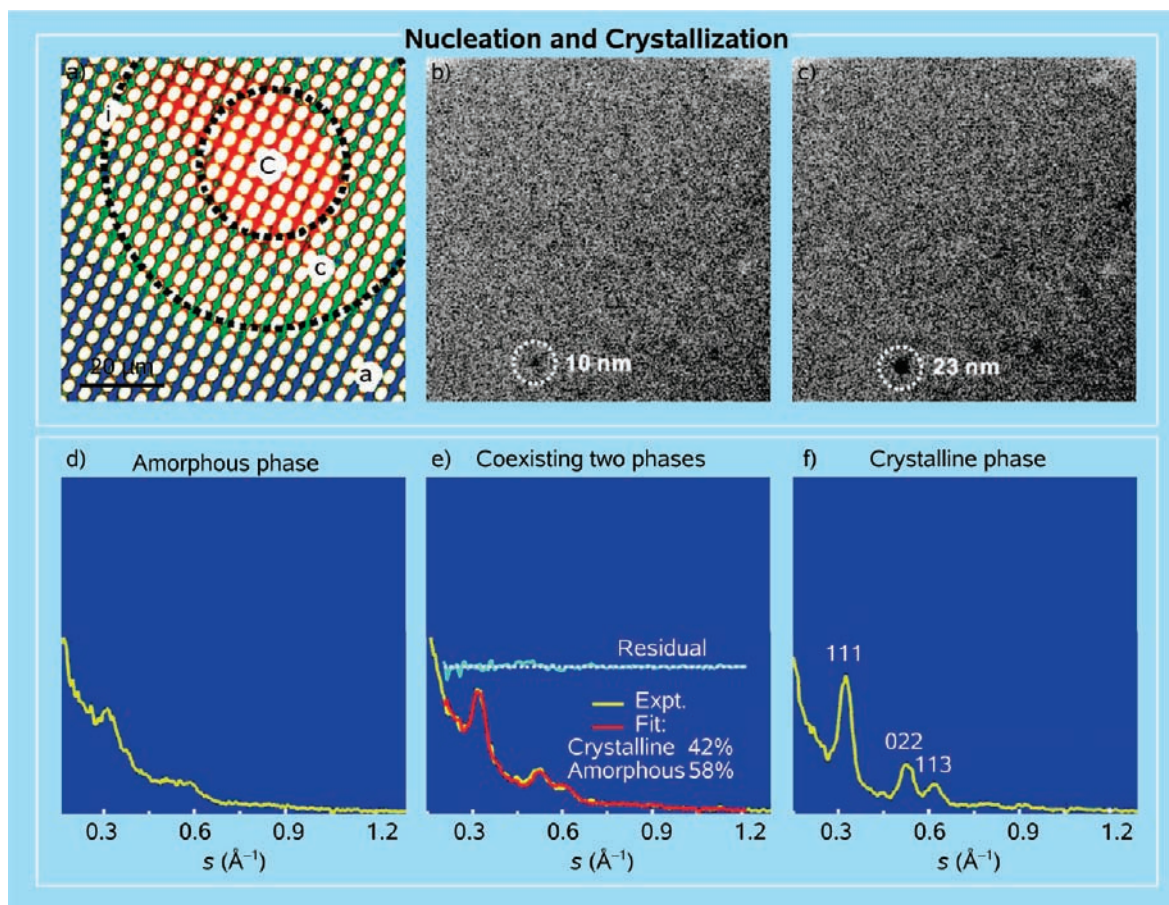 Nucleation and Crystallization
a)
i
C
c
20 µm
a
b)
10 nm
c)
23 nm
d) Amorphous phase
0.3 0.6 0.9 1.2
s (Å⁻¹)
e) Coexisting two phases
Residual
Expt.
Fit:
Crystalline 42%
Amorphous 58%
0.3 0.6 0.9 1.2
s (Å⁻¹)
f) Crystalline phase
111
022
113
0.3 0.6 0.9 1.2
s (Å⁻¹)